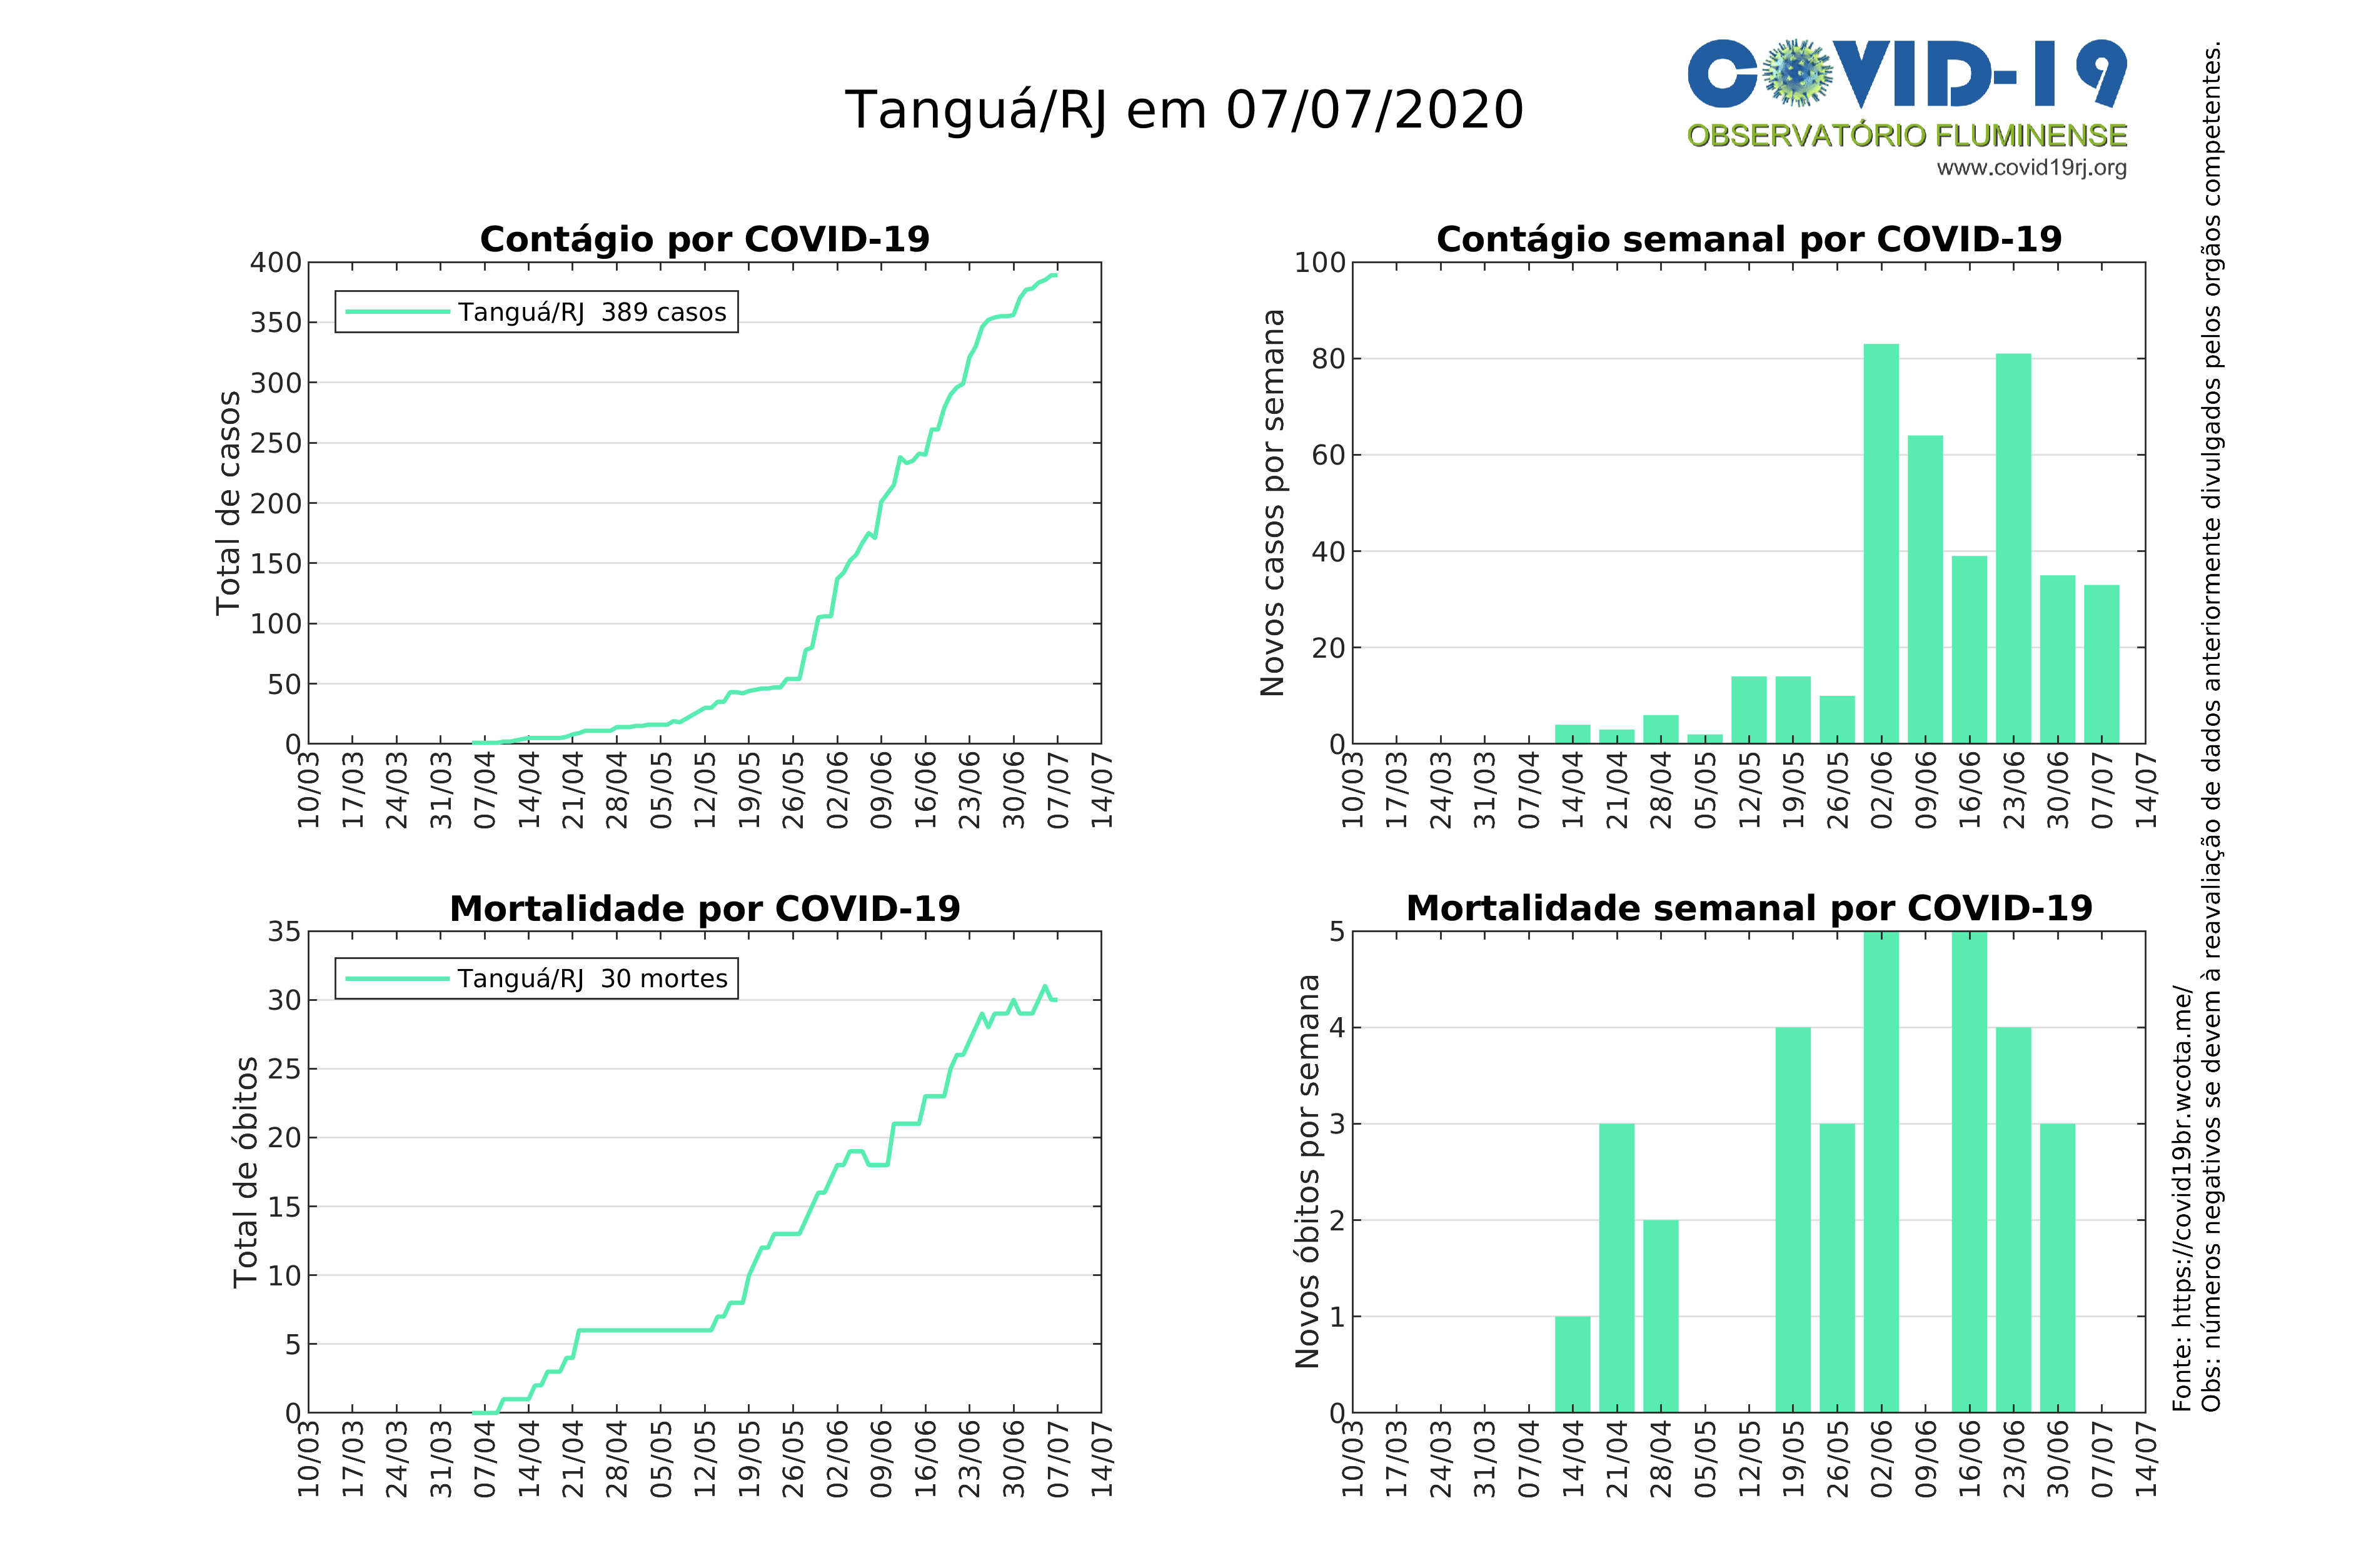 Tanguá/RJ em 07/07/2020
COVID-19
OBSERVATÓRIO FLUMINENSE
www.covid19rj.org
Contágio por COVID-19
Total de casos
400
350
300
250
200
150
100
50
0
Tanguá/RJ 389 casos
10/03 17/03 24/03 31/03 07/04 14/04 21/04 28/04 05/05 12/05 19/05 26/05 02/06 09/06 16/06 23/06 30/06 07/07 14/07
Contágio semanal por COVID-19
Novos casos por semana
100
80
60
40
20
0
10/03 17/03 24/03 31/03 07/04 14/04 21/04 28/04 05/05 12/05 19/05 26/05 02/06 09/06 16/06 23/06 30/06 07/07 14/07
Mortalidade por COVID-19
Total de óbitos
35
30
25
20
15
10
5
0
Tanguá/RJ 30 mortes
10/03 17/03 24/03 31/03 07/04 14/04 21/04 28/04 05/05 12/05 19/05 26/05 02/06 09/06 16/06 23/06 30/06 07/07 14/07
Mortalidade semanal por COVID-19
Novos óbitos por semana
5
4
3
2
1
0
10/03 17/03 24/03 31/03 07/04 14/04 21/04 28/04 05/05 12/05 19/05 26/05 02/06 09/06 16/06 23/06 30/06 07/07 14/07
Fonte: https://covid19br.wcota.me/
Obs: números negativos se devem à reavaliação de dados anteriormente divulgados pelos orgãos competentes.